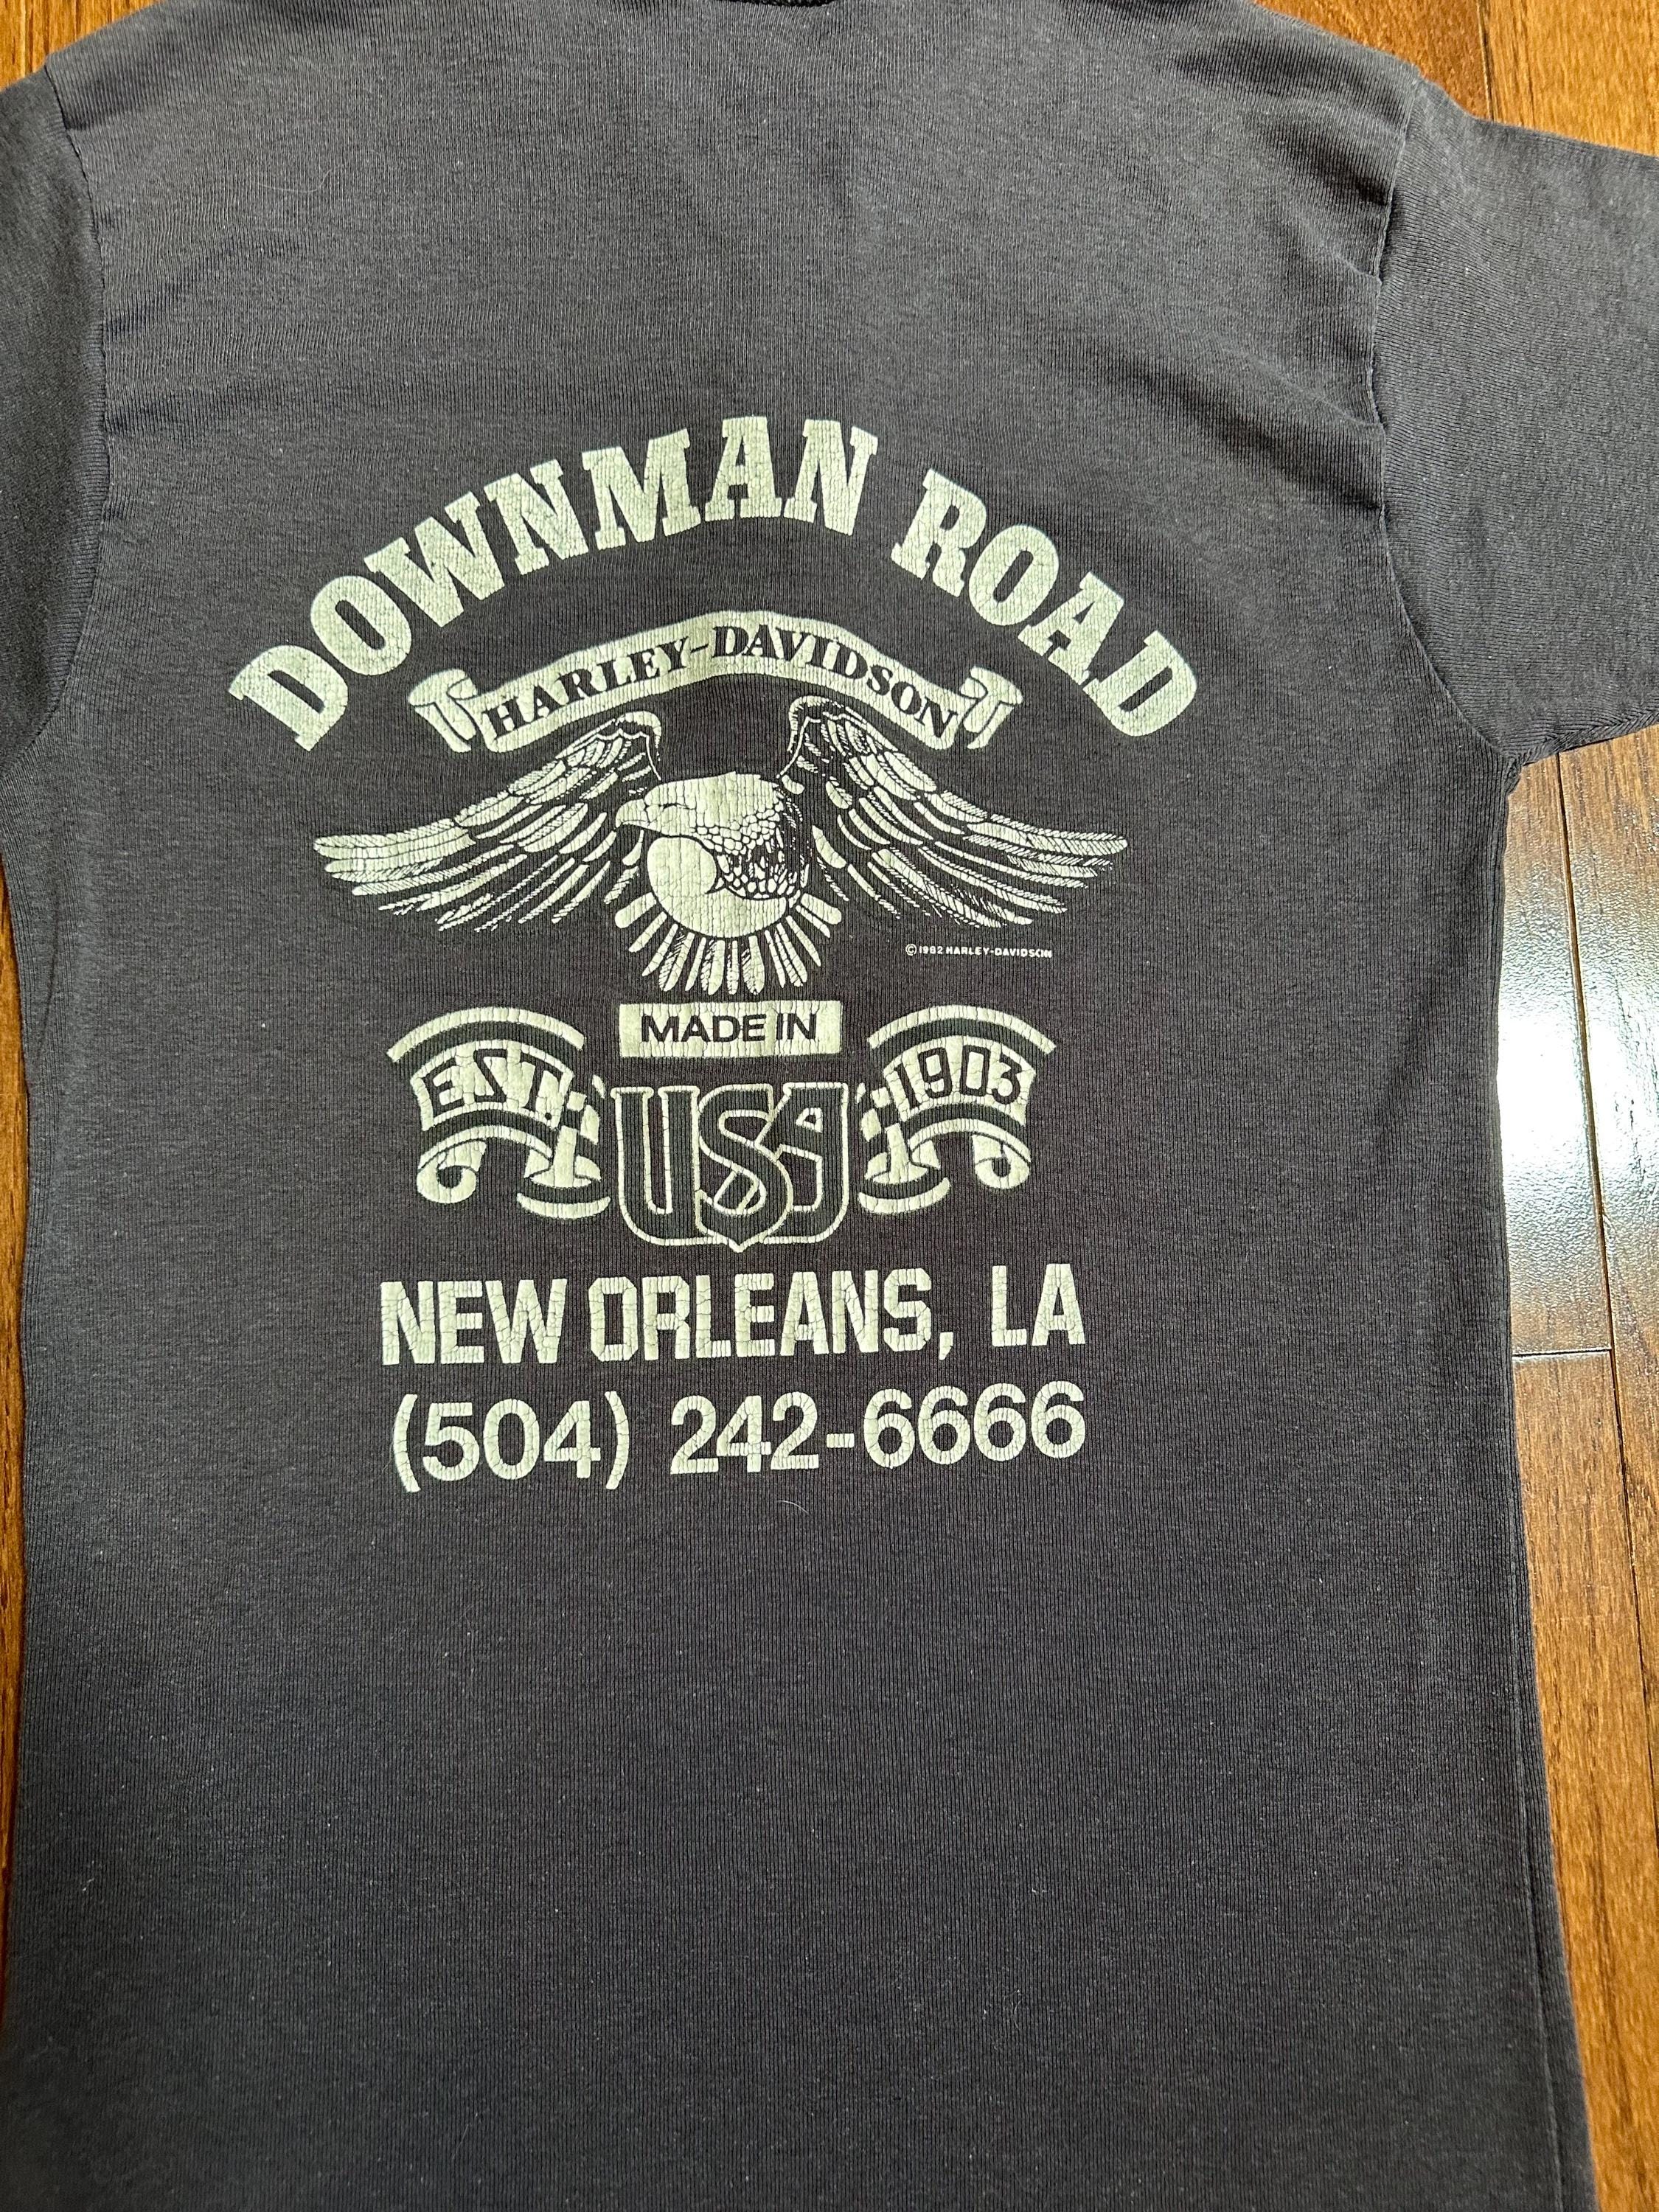 DOWNMAN ROAD
HARLEY-DAVIDSON
©1982 HARLEY-DAVIDSON
MADE IN
EST. USA 1903
NEW ORLEANS, LA
(504) 242-6666